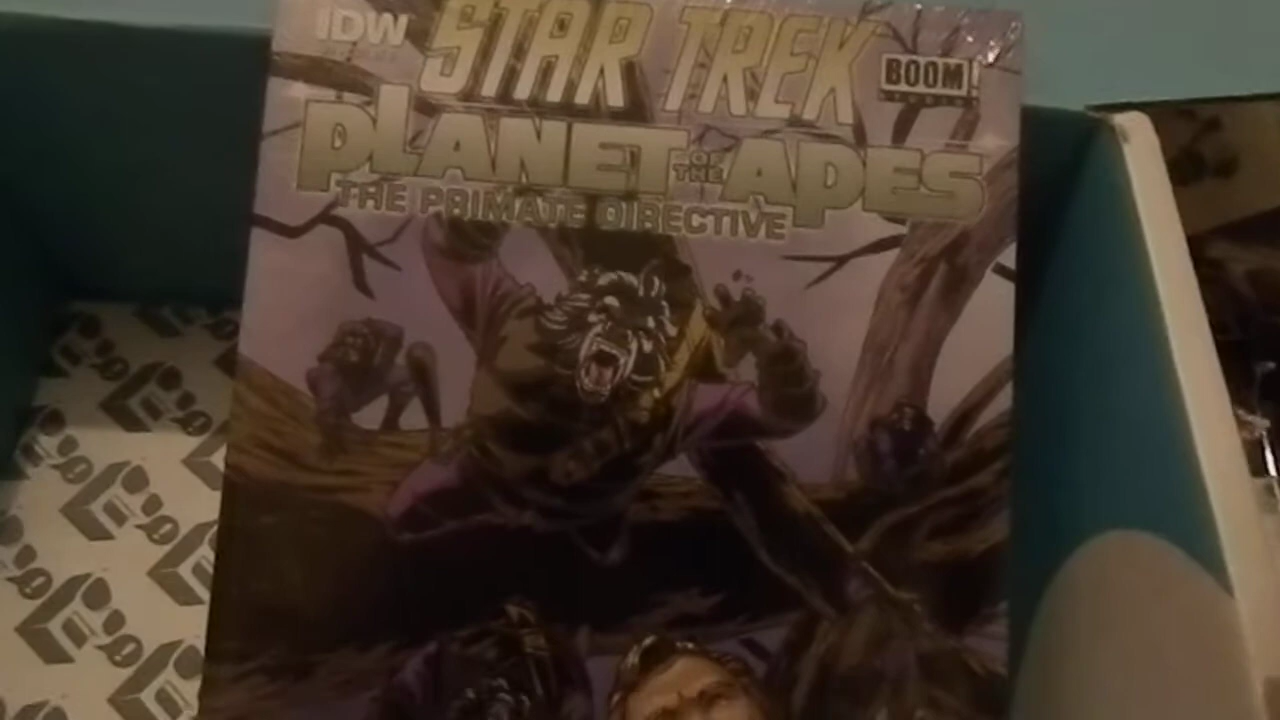 IDW
STAR TREK
BOOM!
PLANET OF THE APES
THE PRIMATE DIRECTIVE